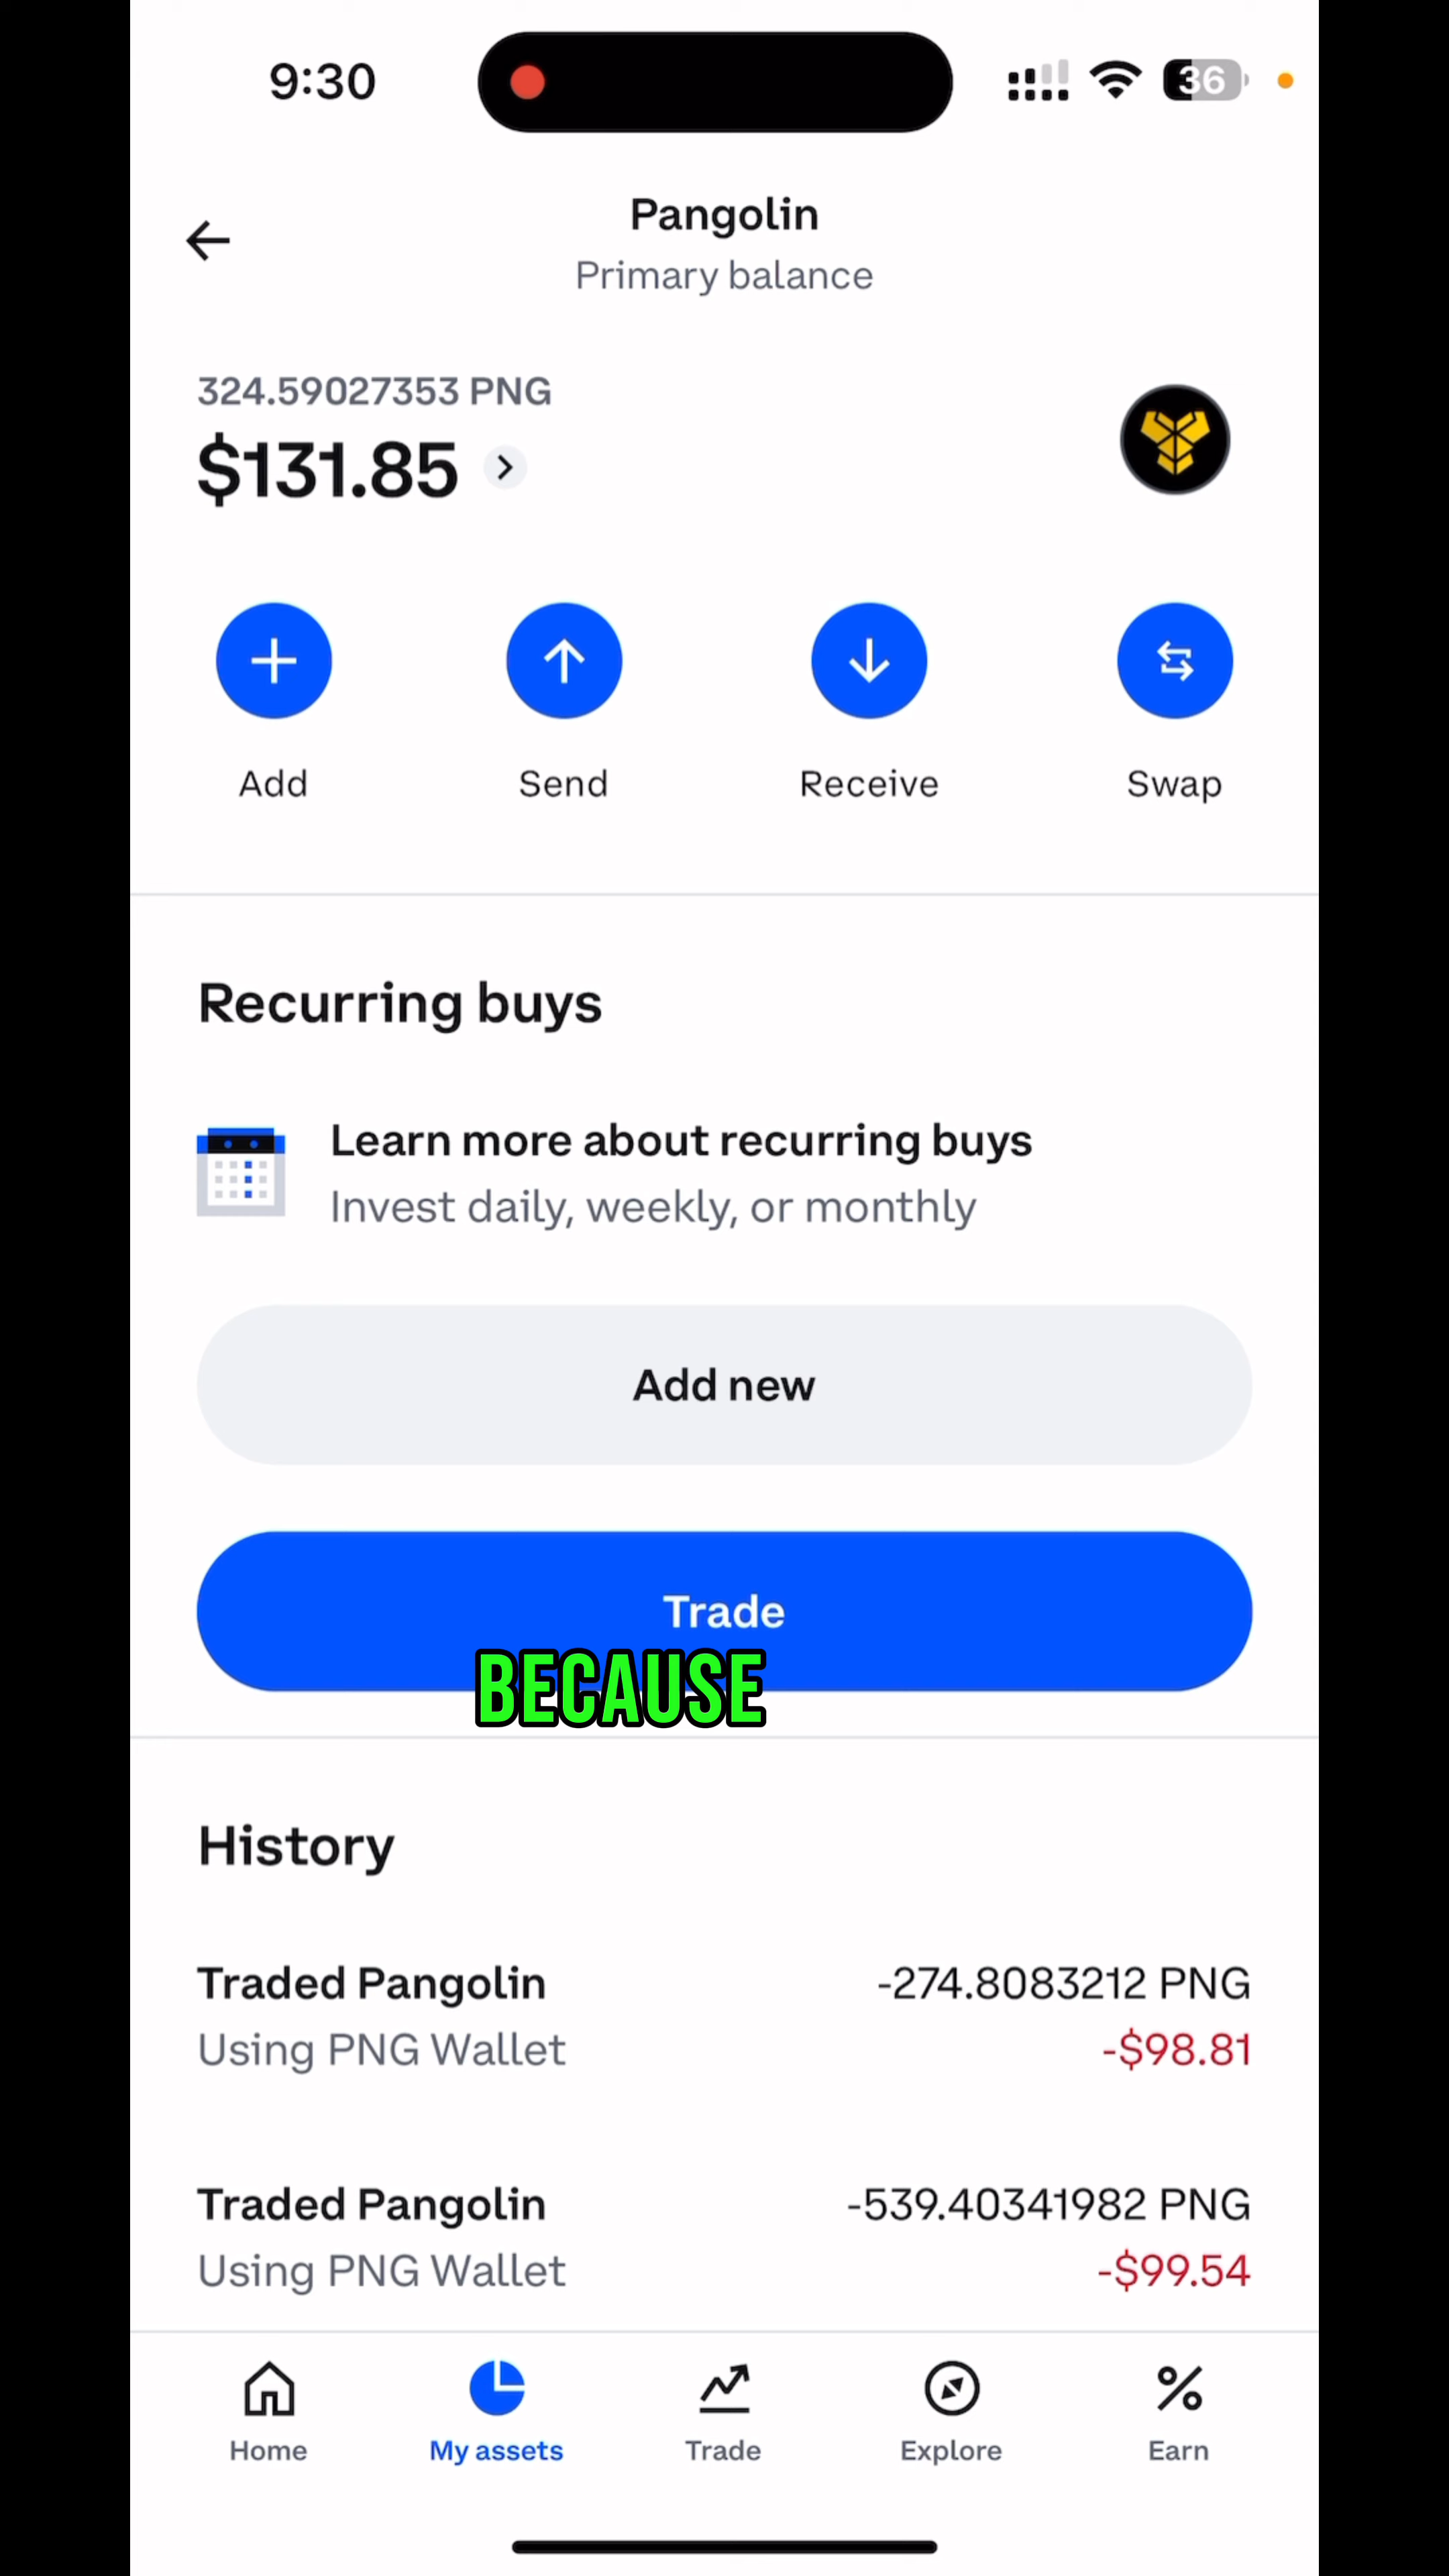 9:30
36
Pangolin
Primary balance
324.59027353 PNG
$131.85
Add Send Receive Swap
Recurring buys
Learn more about recurring buys
Invest daily, weekly, or monthly
Add new
Trade
BECAUSE
History
Traded Pangolin -274.8083212 PNG
Using PNG Wallet -$98.81
Traded Pangolin -539.40341982 PNG
Using PNG Wallet -$99.54
Home My assets Trade Explore Earn